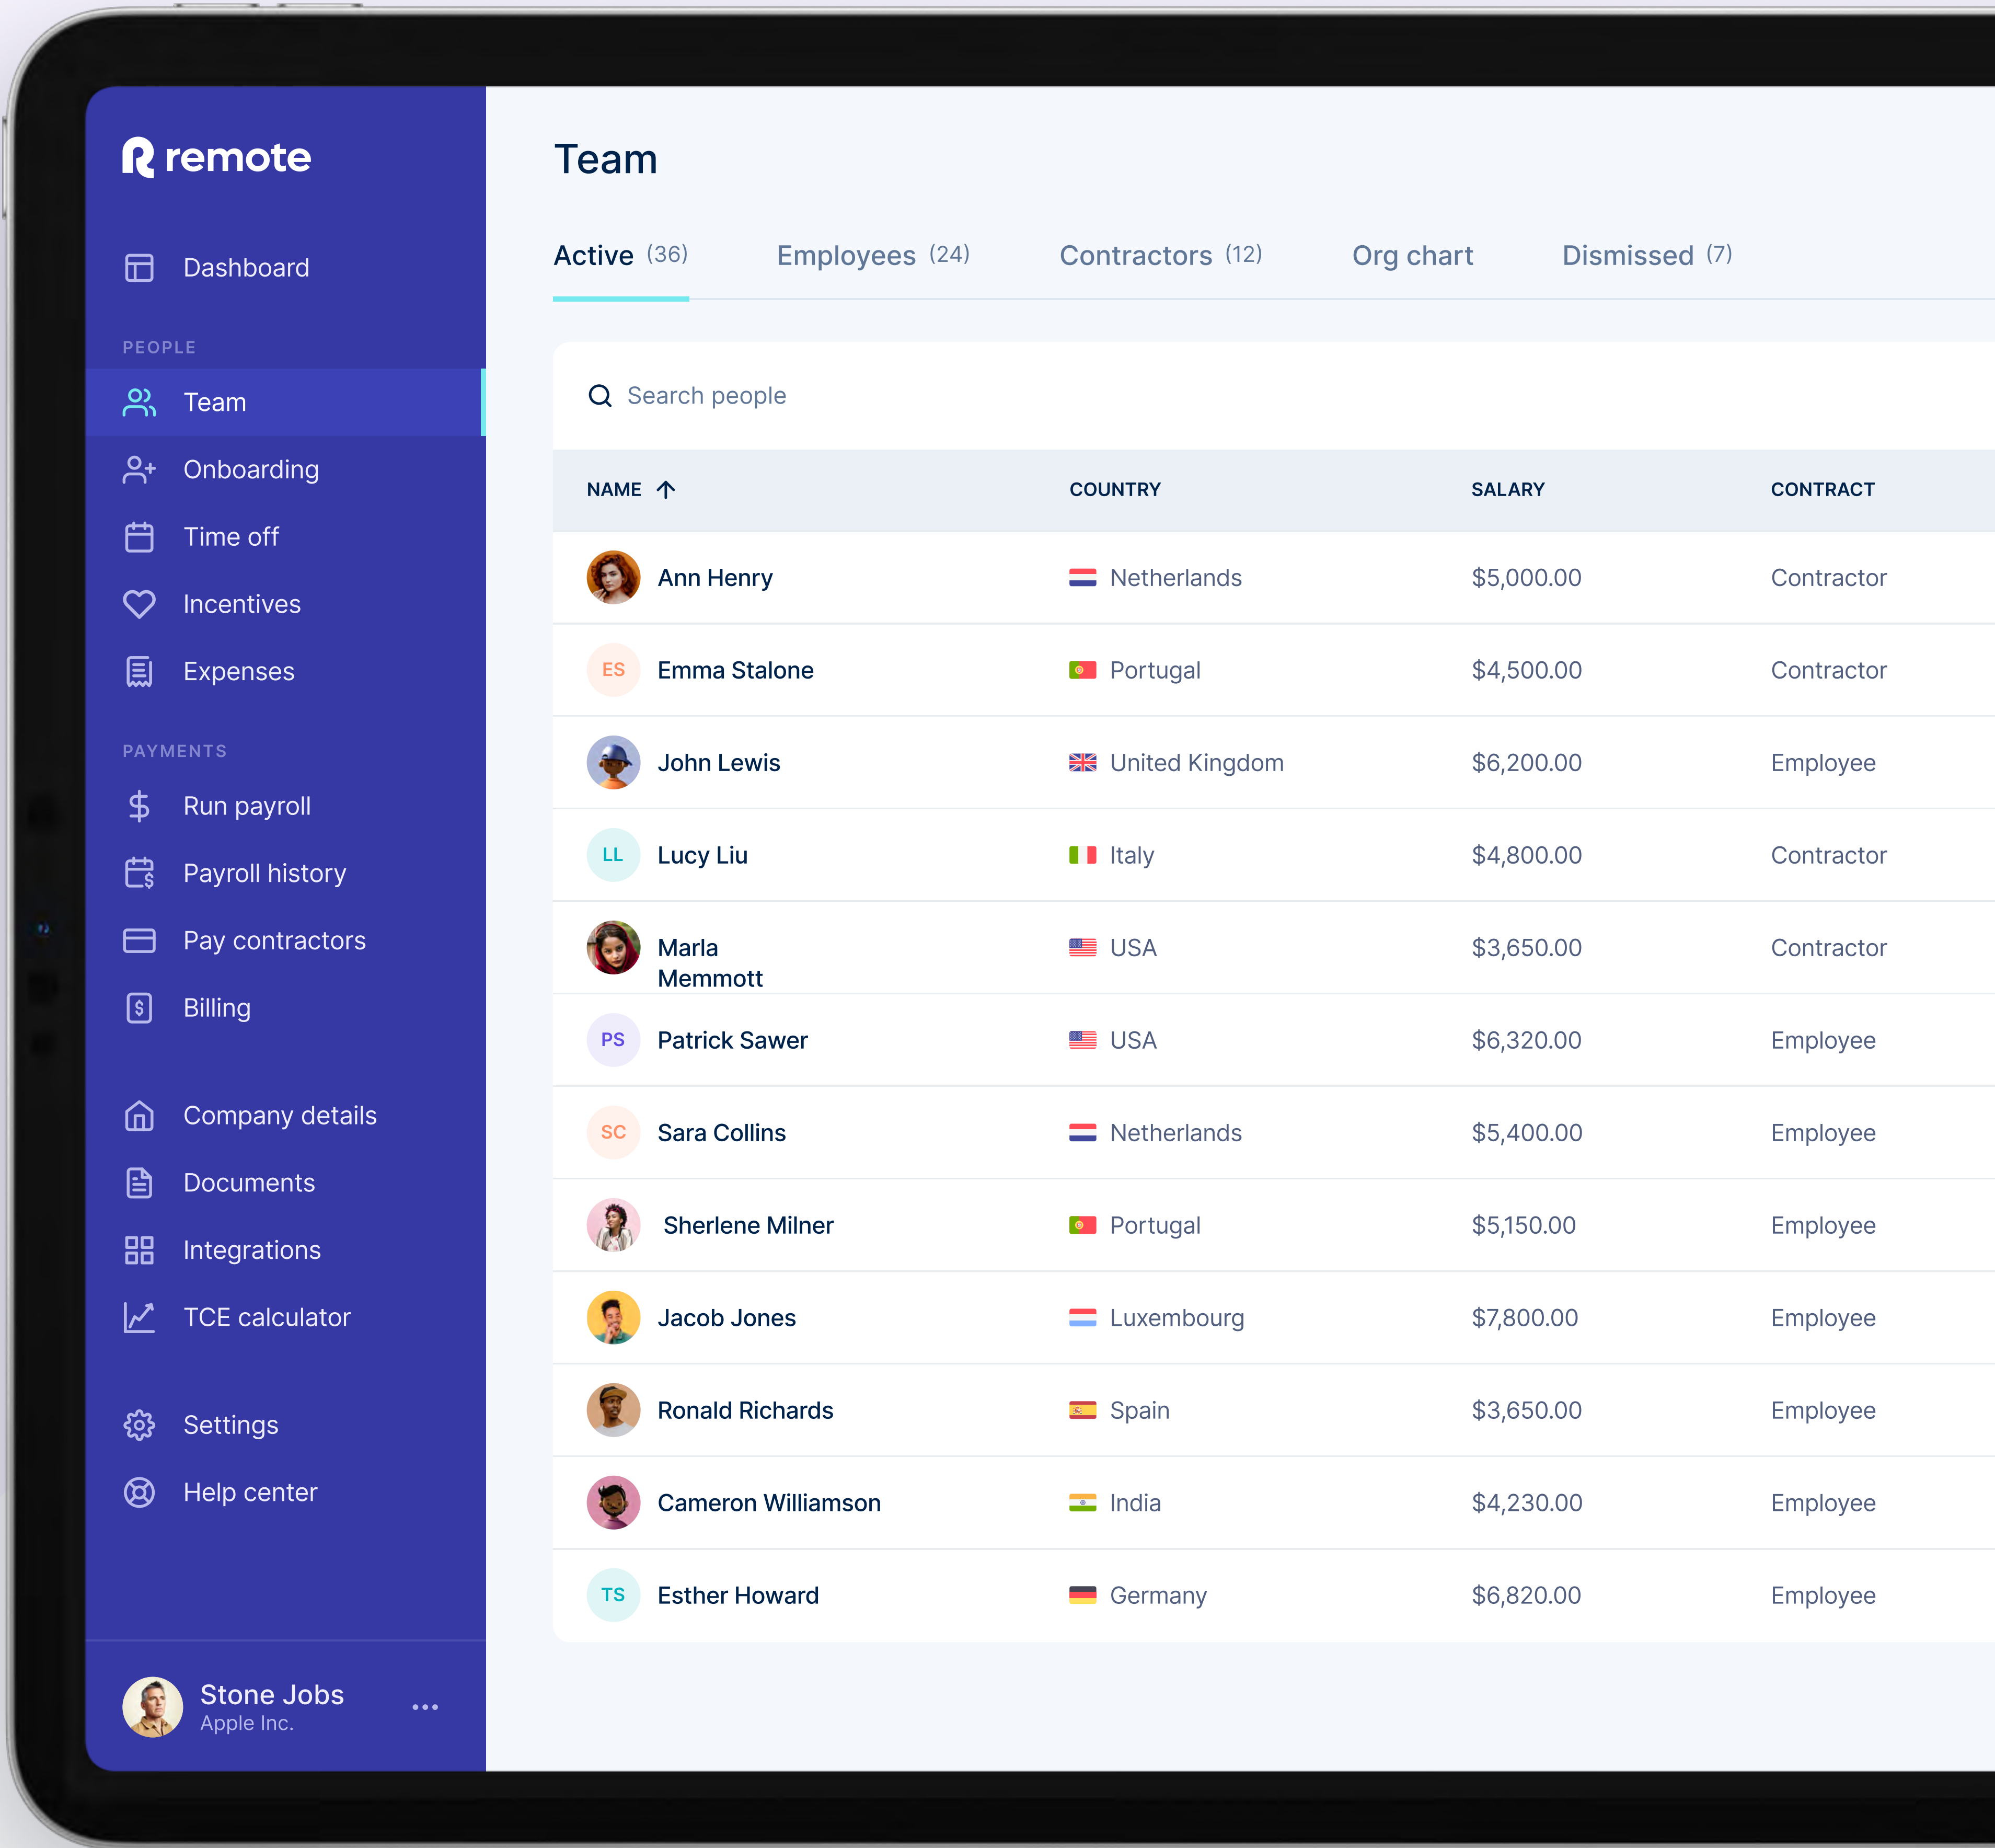 remote
Dashboard
PEOPLE
Team
Onboarding
Time off
Incentives
Expenses
PAYMENTS
Run payroll
Payroll history
Pay contractors
Billing
Company details
Documents
Integrations
TCE calculator
Settings
Help center
Stone Jobs
Apple Inc.
Team
Active (36) Employees (24) Contractors (12) Org chart Dismissed (7)
Search people
NAME COUNTRY SALARY CONTRACT
Ann Henry Netherlands $5,000.00 Contractor
ES Emma Stalone Portugal $4,500.00 Contractor
John Lewis United Kingdom $6,200.00 Employee
LL Lucy Liu Italy $4,800.00 Contractor
Marla USA $3,650.00 Contractor
Memmott
PS Patrick Sawer USA $6,320.00 Employee
SC Sara Collins Netherlands $5,400.00 Employee
Sherlene Milner Portugal $5,150.00 Employee
Jacob Jones Luxembourg $7,800.00 Employee
Ronald Richards Spain $3,650.00 Employee
Cameron Williamson India $4,230.00 Employee
TS Esther Howard Germany $6,820.00 Employee